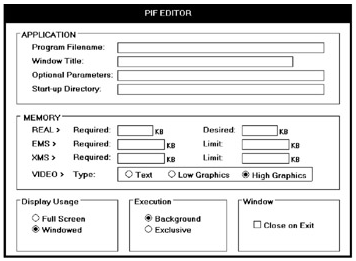 PIF EDITOR
APPLICATION
Program Filename:
Window Title:
Optional Parameters:
Start-up Directory:
MEMORY
REAL > Required: KB Desired: KB
EMS > Required: KB Limit: KB
XMS > Required: KB Limit: KB
VIDEO > Type: Text Low Graphics High Graphics
Display Usage Execution Window
Full Screen Background Close on Exit
Windowed Exclusive